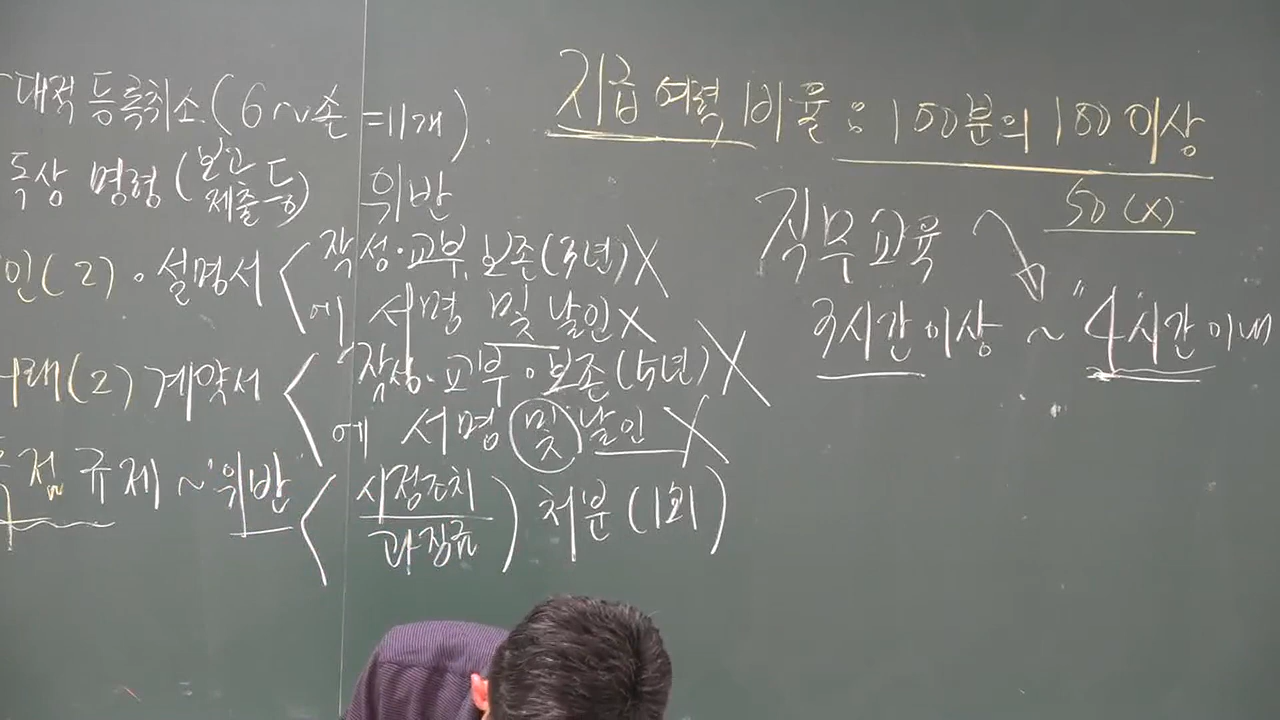 대적 등록취소(6~손=11개)
독상 명령(보고 제출 등) 위반
인(2)·설명서 < 작성·교부, 보존(3년)X
에 서명 및 날인X
래(2) 계약서 < 작성·교부·보존(5년)X
에 서명 및 날인 X
독점규제~"위반" < (시정조치
과징금) 처분(1회)
지급여력 비율 : 100분의 100 이상
50 (X)
직무교육
3시간 이상 ~ "4시간 이내